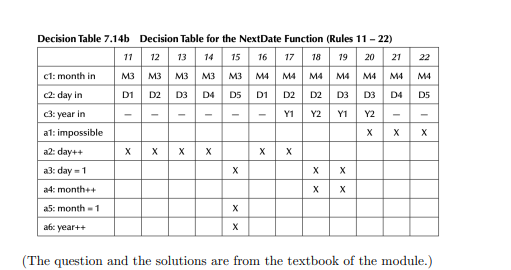 Decision Table 7.14b Decision Table for the NextDate Function (Rules 11 – 22)
11 12 13 14 15 16 17 18 19 20 21 22
c1: month in M3 M3 M3 M3 M3 M4 M4 M4 M4 M4 M4 M4
c2: day in D1 D2 D3 D4 D5 D1 D2 D2 D3 D3 D4 D5
c3: year in – – – – – – Y1 Y2 Y1 Y2 – –
a1: impossible X X X
a2: day++ X X X X X X
a3: day = 1 X X X
a4: month++ X X
a5: month = 1 X
a6: year++ X
(The question and the solutions are from the textbook of the module.)